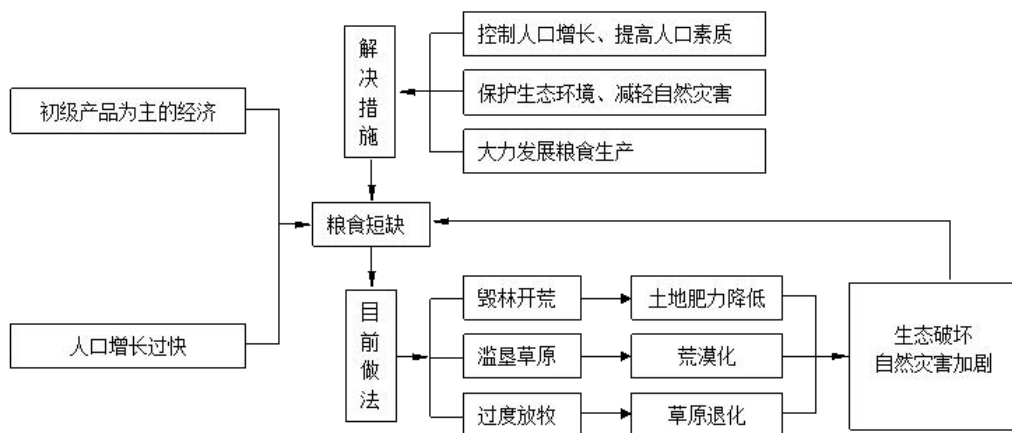 解决措施
控制人口增长、提高人口素质
保护生态环境、减轻自然灾害
大力发展粮食生产
初级产品为主的经济
粮食短缺
人口增长过快
目前做法
毁林开荒
土地肥力降低
滥垦草原
荒漠化
过度放牧
草原退化
生态破坏
自然灾害加剧